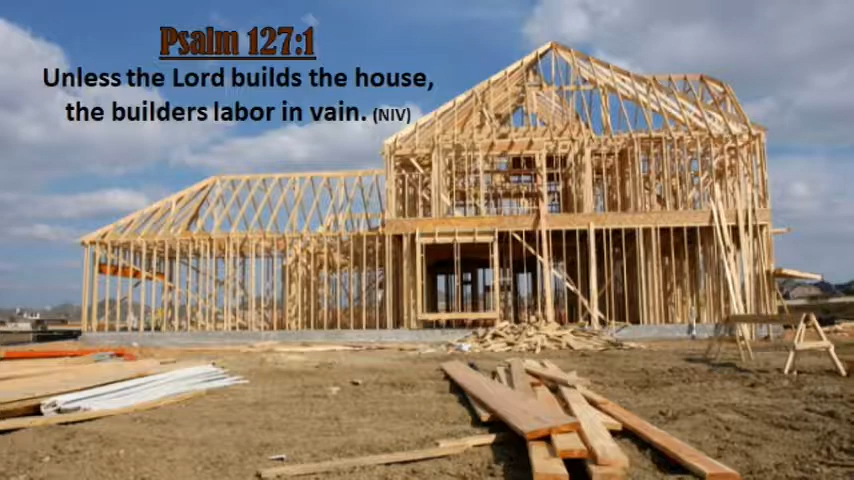 Psalm 127:1
Unless the Lord builds the house,
the builders labor in vain. (NIV)